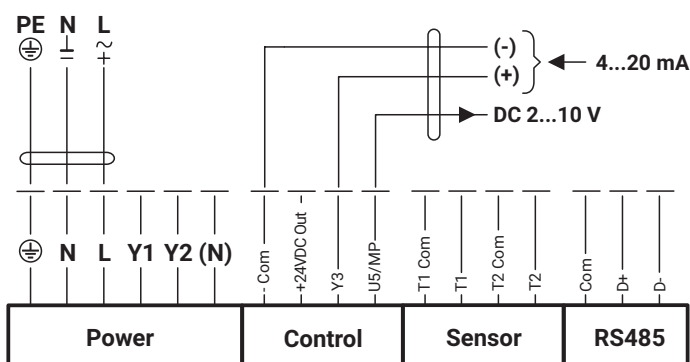 PE N L
(-)
(+)
4...20 mA
DC 2...10 V
N L Y1 Y2 (N)
- Com
+24VDC Out -
Y3
U5/MP
T1 Com
T1
T2 Com
T2
Com
D+
D-
Power
Control
Sensor
RS485